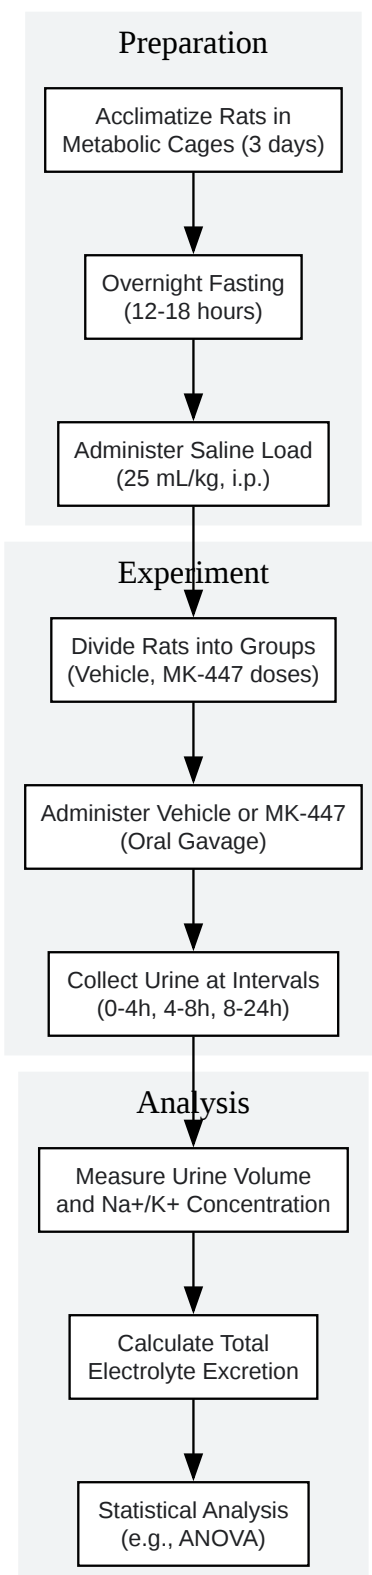 Preparation
Acclimatize Rats in
Metabolic Cages (3 days)
Overnight Fasting
(12-18 hours)
Administer Saline Load
(25 mL/kg, i.p.)
Experiment
Divide Rats into Groups
(Vehicle, MK-447 doses)
Administer Vehicle or MK-447
(Oral Gavage)
Collect Urine at Intervals
(0-4h, 4-8h, 8-24h)
Analysis
Measure Urine Volume
and Na+/K+ Concentration
Calculate Total
Electrolyte Excretion
Statistical Analysis
(e.g., ANOVA)